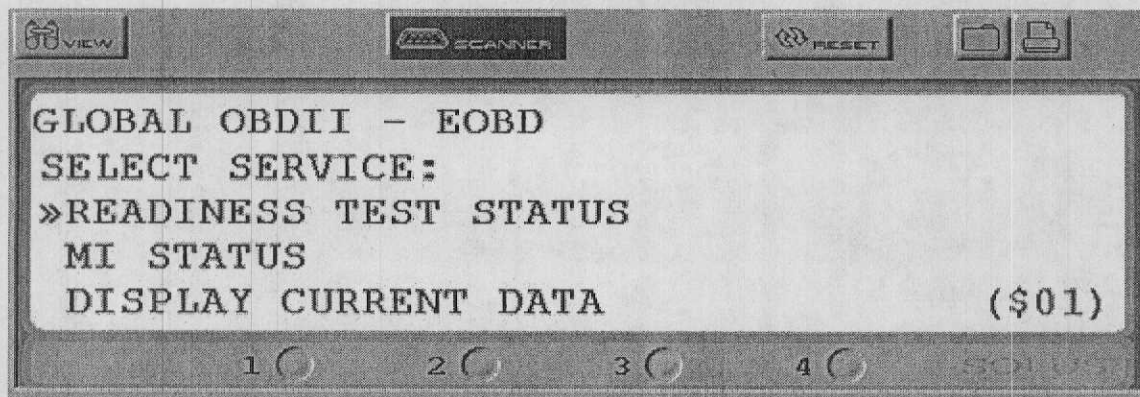 VIEW
SCANNER
RESET
GLOBAL OBDII – EOBD
SELECT SERVICE:
»READINESS TEST STATUS
MI STATUS
DISPLAY CURRENT DATA ($01)
1 2 3 4 SOLUS